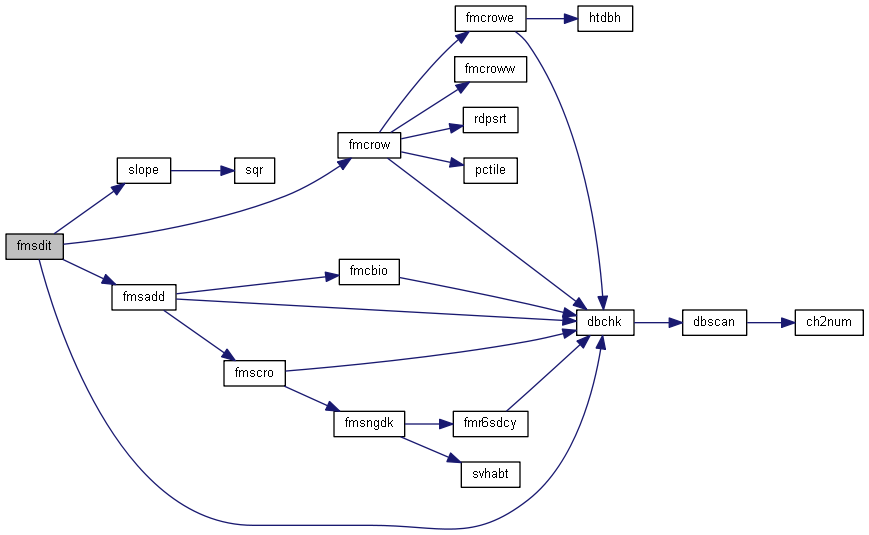 fmcrowe
htdbh
fmcroww
rdpsrt
fmcrow
pctile
slope
sqr
fmsdit
fmcbio
fmsadd
dbchk
dbscan
ch2num
fmscro
fmsngdk
fmr6sdcy
svhabt